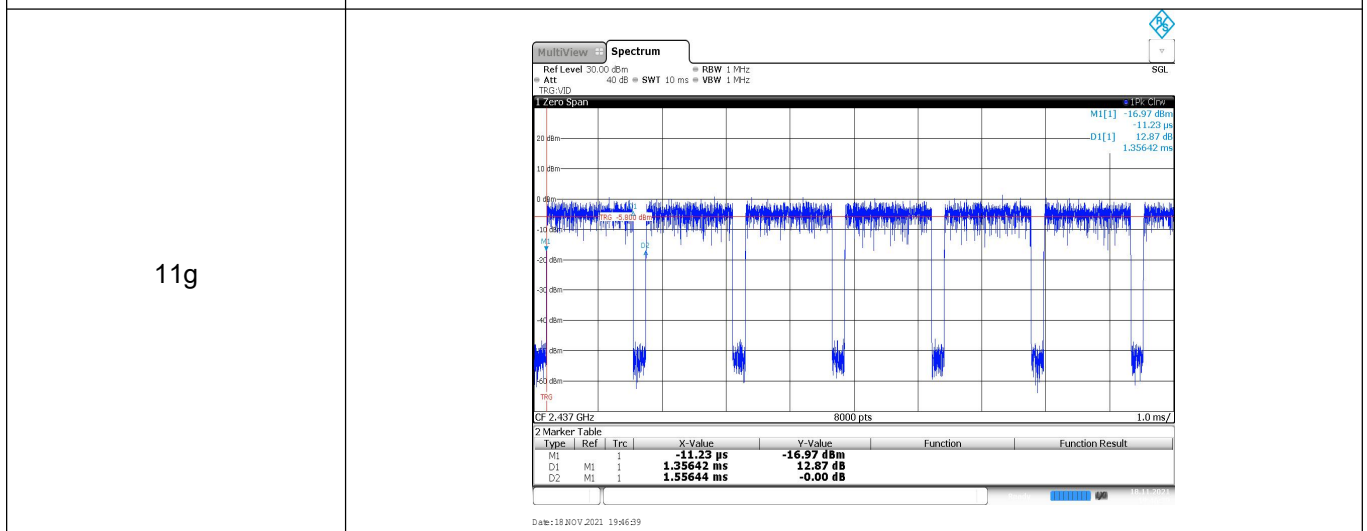 11g
MultiView Spectrum
Ref Level 30.00 dBm RBW 1 MHz SGL
Att 40 dB SWT 10 ms VBW 1 MHz
TRG:VID
1 Zero Span 1Pk Clrw
M1[1] -16.97 dBm
-11.23 µs
20 dBm D1[1] 12.87 dB
1.35642 ms
10 dBm
0 dBm
TRG -5.800 dBm
-10 dBm
M1
D2
-20 dBm
-30 dBm
-40 dBm
dBm
-60 dBm
TRG
CF 2.437 GHz 8000 pts 1.0 ms/
2 Marker Table
Type Ref Trc X-Value Y-Value Function Function Result
M1 1 -11.23 µs -16.97 dBm
D1 M1 1 1.35642 ms 12.87 dB
D2 M1 1 1.55644 ms -0.00 dB
18.11.2021
Date: 18.NOV.2021 19:46:39